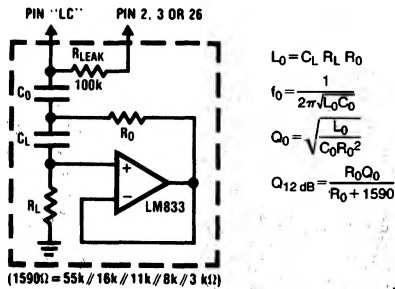 PIN "LC" PIN 2, 3 OR 26
RLEAK
100k
C0
R0
CL
+
−
LM833
RL
L0 = CL RL R0
f0 = 1 / 2π√L0C0
Q0 = √L0 / C0R0²
Q12 dB = R0Q0 / R0 + 1590
(1590Ω = 55k // 16k // 11k // 8k // 3 kΩ)